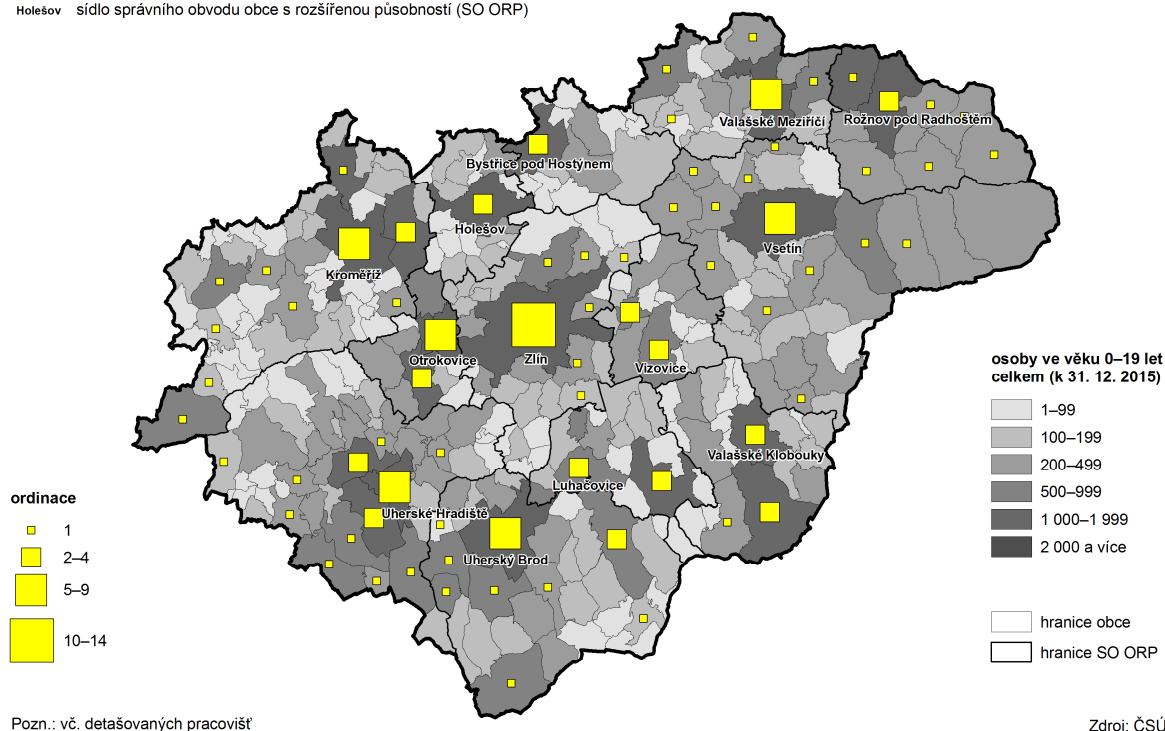 Holešov sídlo správního obvodu obce s rozšířenou působností (SO ORP)
Valašské Meziříčí
Rožnov pod Radhoštěm
Bystřice pod Hostýnem
Holešov
Vsetín
Kroměříž
Otrokovice
Zlín
Vizovice
Valašské Klobouky
Luhačovice
Uherské Hradiště
Uherský Brod
osoby ve věku 0–19 let
celkem (k 31. 12. 2015)
1–99
100–199
200–499
500–999
1 000–1 999
2 000 a více
hranice obce
hranice SO ORP
ordinace
1
2–4
5–9
10–14
Pozn.: vč. detašovaných pracovišť
Zdroj: ČSÚ